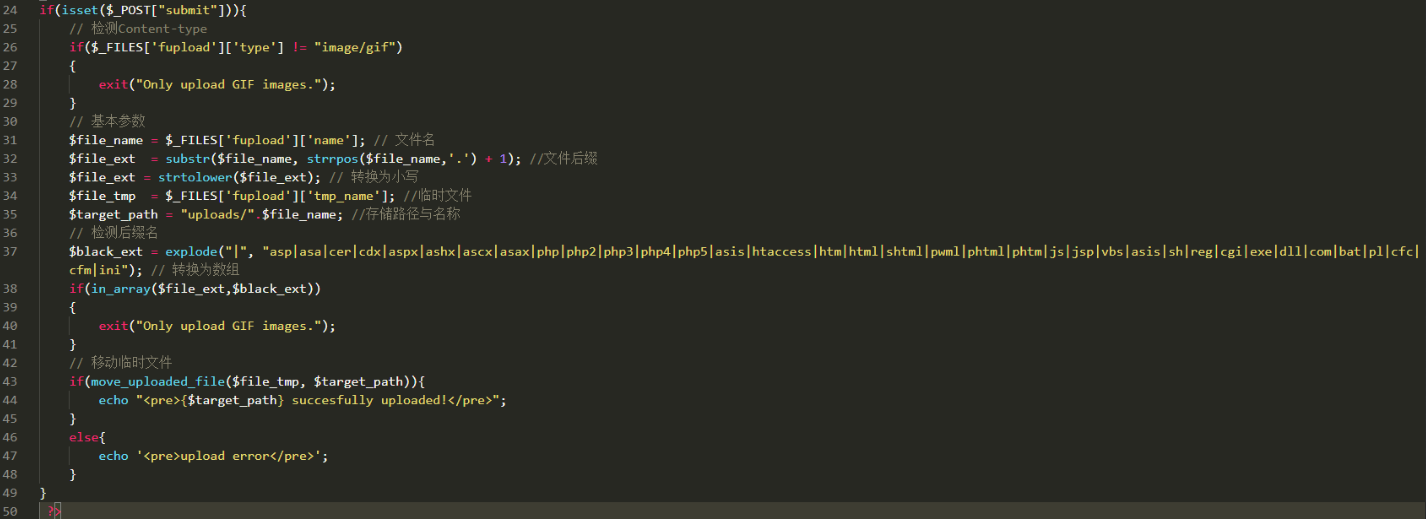 24 if(isset($_POST["submit"])){
25 // 检测Content-type
26 if($_FILES['fupload']['type'] != "image/gif")
27 {
28 exit("Only upload GIF images.");
29 }
30 // 基本参数
31 $file_name = $_FILES['fupload']['name']; // 文件名
32 $file_ext  = substr($file_name, strrpos($file_name,'.') + 1); //文件后缀
33 $file_ext = strtolower($file_ext); // 转换为小写
34 $file_tmp  = $_FILES['fupload']['tmp_name']; //临时文件
35 $target_path = "uploads/".$file_name; //存储路径与名称
36 // 检测后缀名
37 $black_ext = explode("|", "asp|asa|cer|cdx|aspx|ashx|ascx|asax|php|php2|php3|php4|php5|asis|htaccess|htm|html|shtml|pwml|phtml|phtm|js|jsp|vbs|asis|sh|reg|cgi|exe|dll|com|bat|pl|cfc|
cfm|ini"); // 转换为数组
38 if(in_array($file_ext,$black_ext))
39 {
40 exit("Only upload GIF images.");
41 }
42 // 移动临时文件
43 if(move_uploaded_file($file_tmp, $target_path)){
44 echo "<pre>{$target_path} succesfully uploaded!</pre>";
45 }
46 else{
47 echo '<pre>upload error</pre>';
48 }
49 }
50 ?>